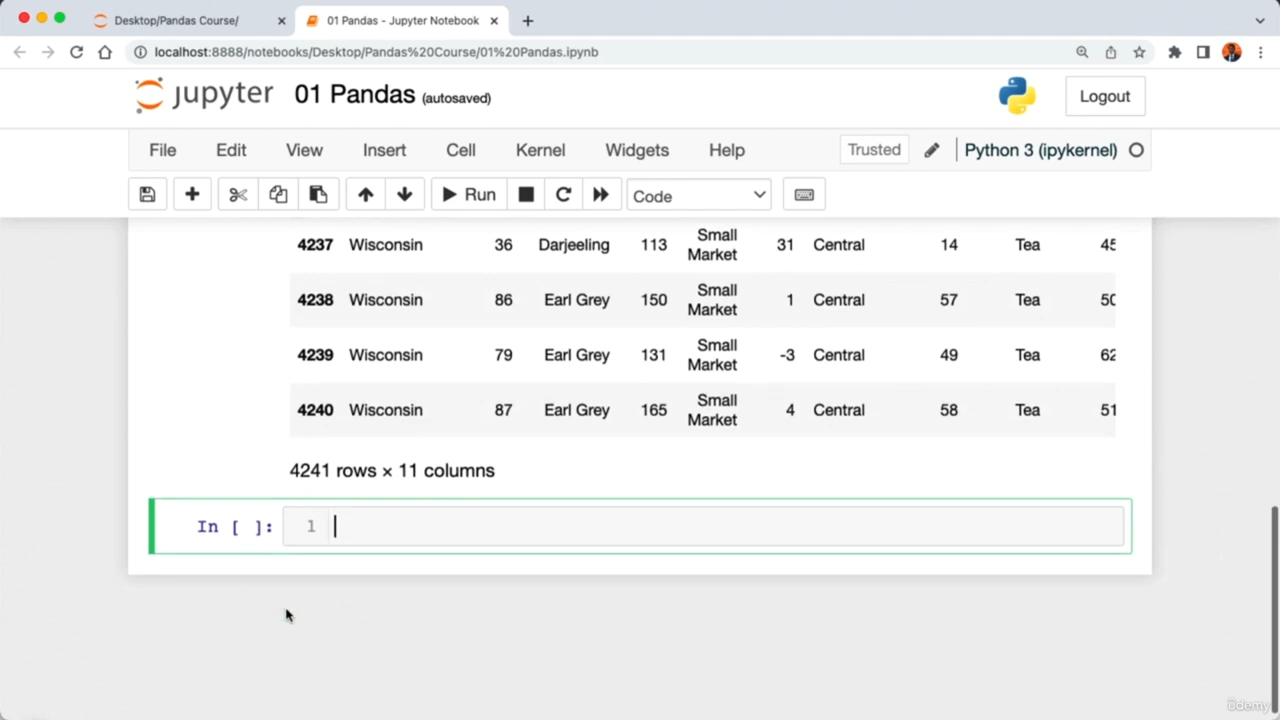 Desktop/Pandas Course/
01 Pandas - Jupyter Notebook
localhost:8888/notebooks/Desktop/Pandas%20Course/01%20Pandas.ipynb
jupyter 01 Pandas (autosaved)
Logout
File Edit View Insert Cell Kernel Widgets Help Trusted Python 3 (ipykernel)
Run Code
4237 Wisconsin 36 Darjeeling 113 Small Market 31 Central 14 Tea 45
4238 Wisconsin 86 Earl Grey 150 Small Market 1 Central 57 Tea 50
4239 Wisconsin 79 Earl Grey 131 Small Market -3 Central 49 Tea 62
4240 Wisconsin 87 Earl Grey 165 Small Market 4 Central 58 Tea 51
4241 rows × 11 columns
In [ ]: 1
Udemy